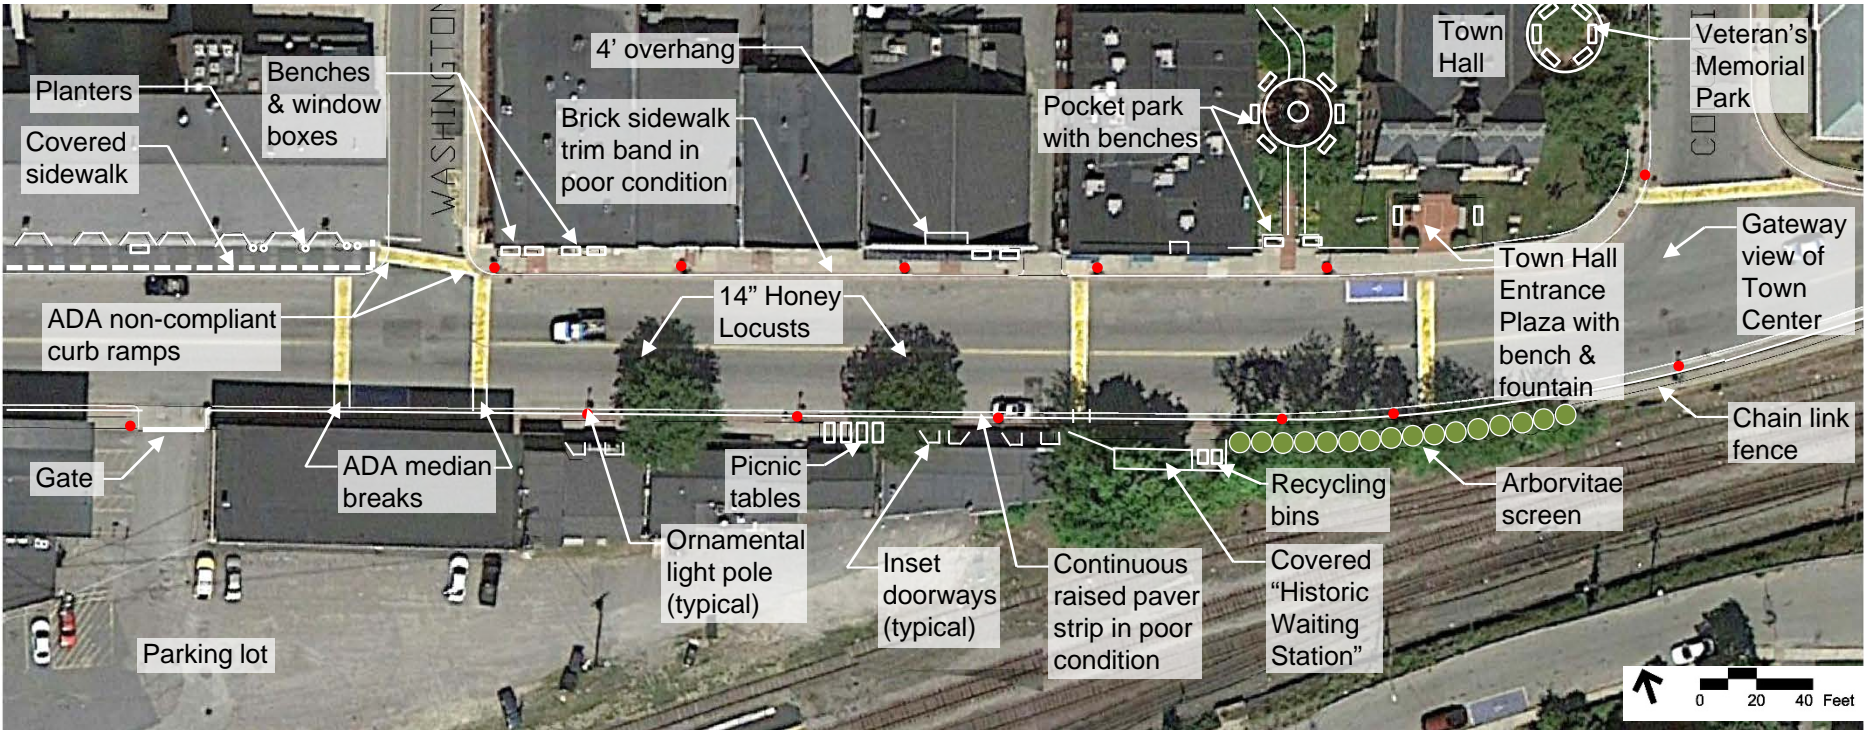 Planters
Covered
sidewalk
Benches
& window
boxes
WASHINGTON
4’ overhang
Brick sidewalk
trim band in
poor condition
Pocket park
with benches
Town
Hall
Veteran’s
Memorial
Park
Gateway
view of
Town
Center
Town Hall
Entrance
Plaza with
bench &
fountain
14” Honey
Locusts
ADA non-compliant
curb ramps
Gate
ADA median
breaks
Picnic
tables
Ornamental
light pole
(typical)
Inset
doorways
(typical)
Continuous
raised paver
strip in poor
condition
Recycling
bins
Covered
“Historic
Waiting
Station”
Arborvitae
screen
Chain link
fence
Parking lot
0 20 40 Feet